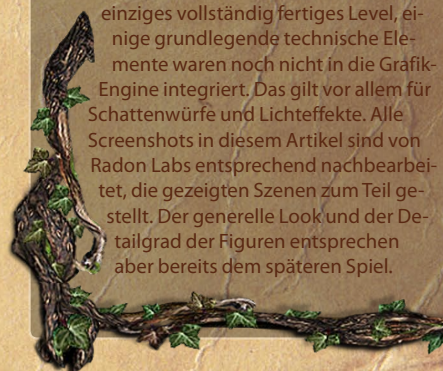 einziges vollständig fertiges Level, ei-
nige grundlegende technische Ele-
mente waren noch nicht in die Grafik-
Engine integriert. Das gilt vor allem für
Schattenwürfe und Lichteffekte. Alle
Screenshots in diesem Artikel sind von
Radon Labs entsprechend nachbearbei-
tet, die gezeigten Szenen zum Teil ge-
stellt. Der generelle Look und der De-
tailgrad der Figuren entsprechen
aber bereits dem späteren Spiel.